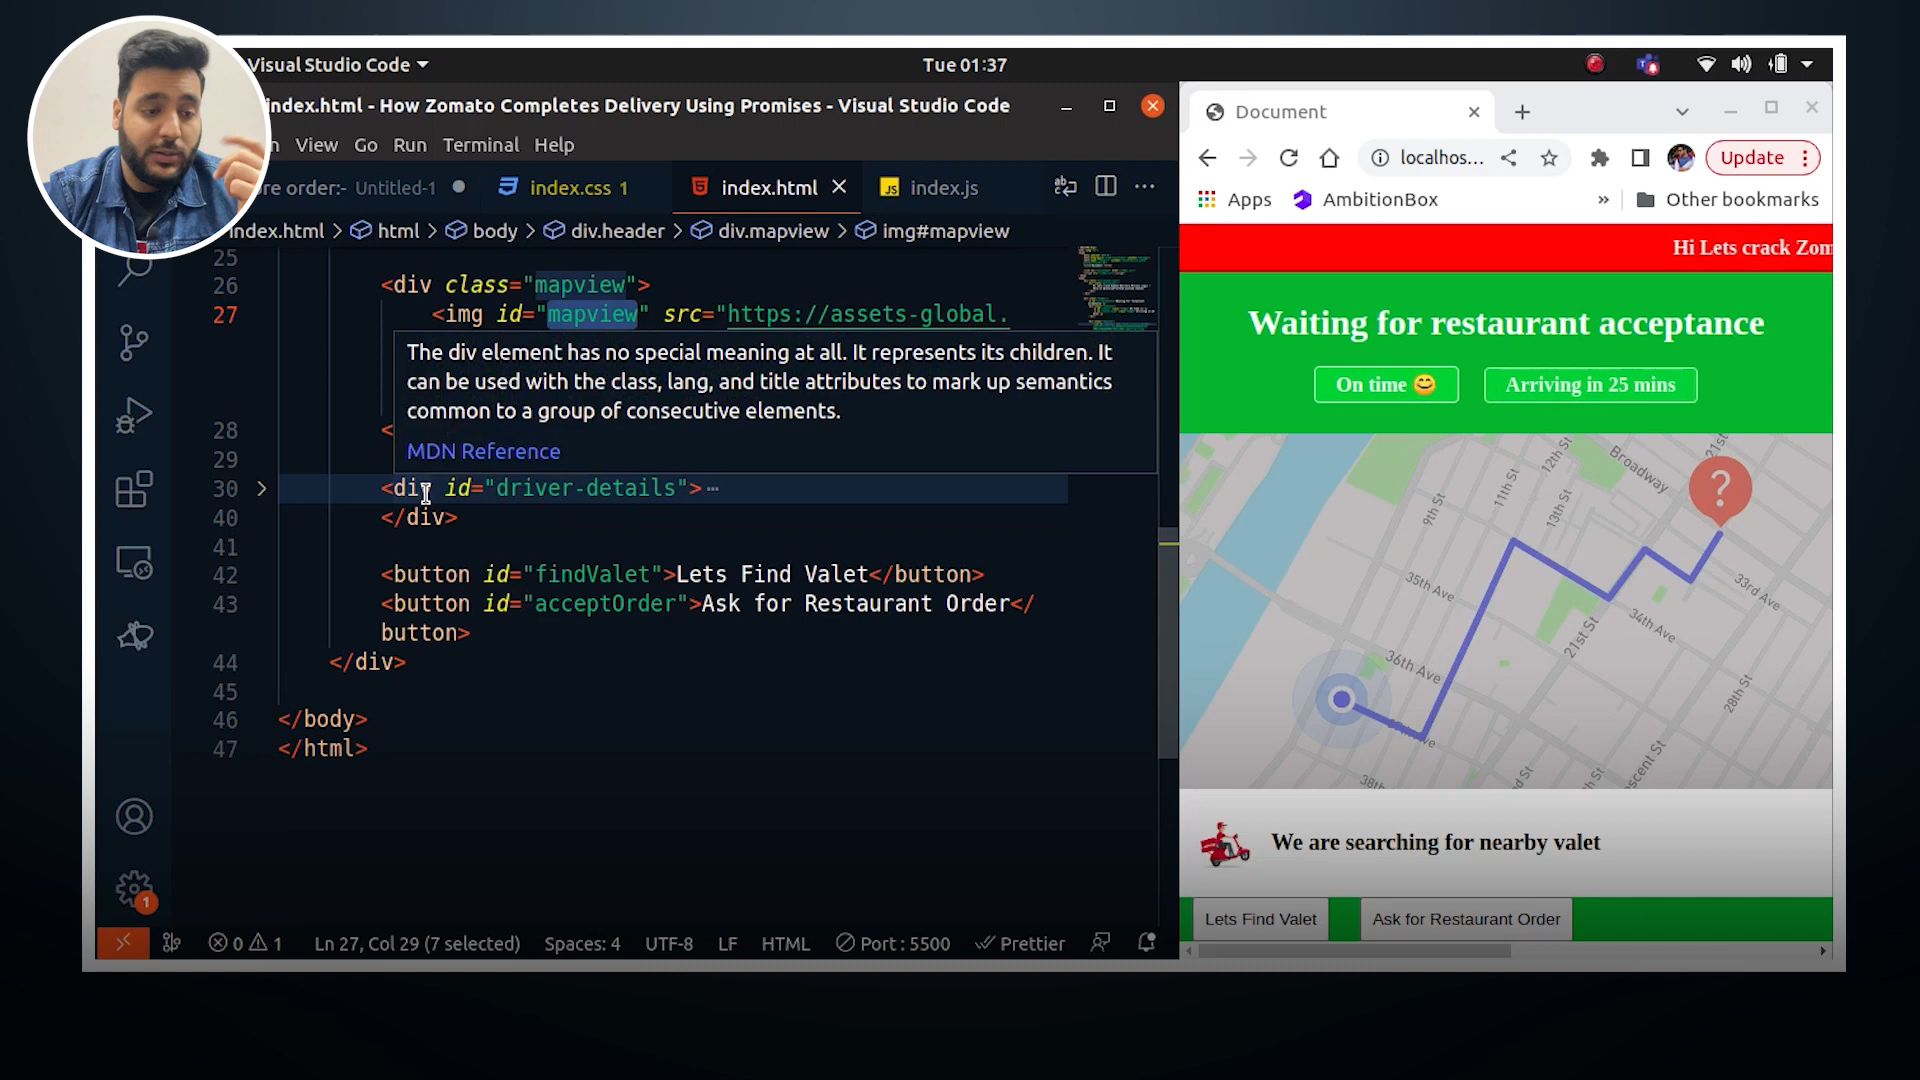 Visual Studio Code
Tue 01:37
index.html - How Zomato Completes Delivery Using Promises - Visual Studio Code
View Go Run Terminal Help
re order:- Untitled-1
index.css 1
index.html
JS index.js
index.html > html > body > div.header > div.mapview > img#mapview
25
26 <div class="mapview">
27 <img id="mapview" src="https://assets-global.
The div element has no special meaning at all. It represents its children. It
can be used with the class, lang, and title attributes to mark up semantics
common to a group of consecutive elements.
MDN Reference
28 <
29
30 <div id="driver-details"> ⋯
40 </div>
41
42 <button id="findValet">Lets Find Valet</button>
43 <button id="acceptOrder">Ask for Restaurant Order</
button>
44 </div>
45
46 </body>
47 </html>
1
0 1 Ln 27, Col 29 (7 selected) Spaces: 4 UTF-8 LF HTML Port : 5500 Prettier
Document
localhos...
Update
Apps AmbitionBox » Other bookmarks
Hi Lets crack Zom
Waiting for restaurant acceptance
On time 😊
Arriving in 25 mins
21st
12th St
Broadway
11th St
9th St
13th St
?
35th Ave
33rd Ave
34th Ave
21st St
36th Ave
28th St
38th
We are searching for nearby valet
Lets Find Valet
Ask for Restaurant Order